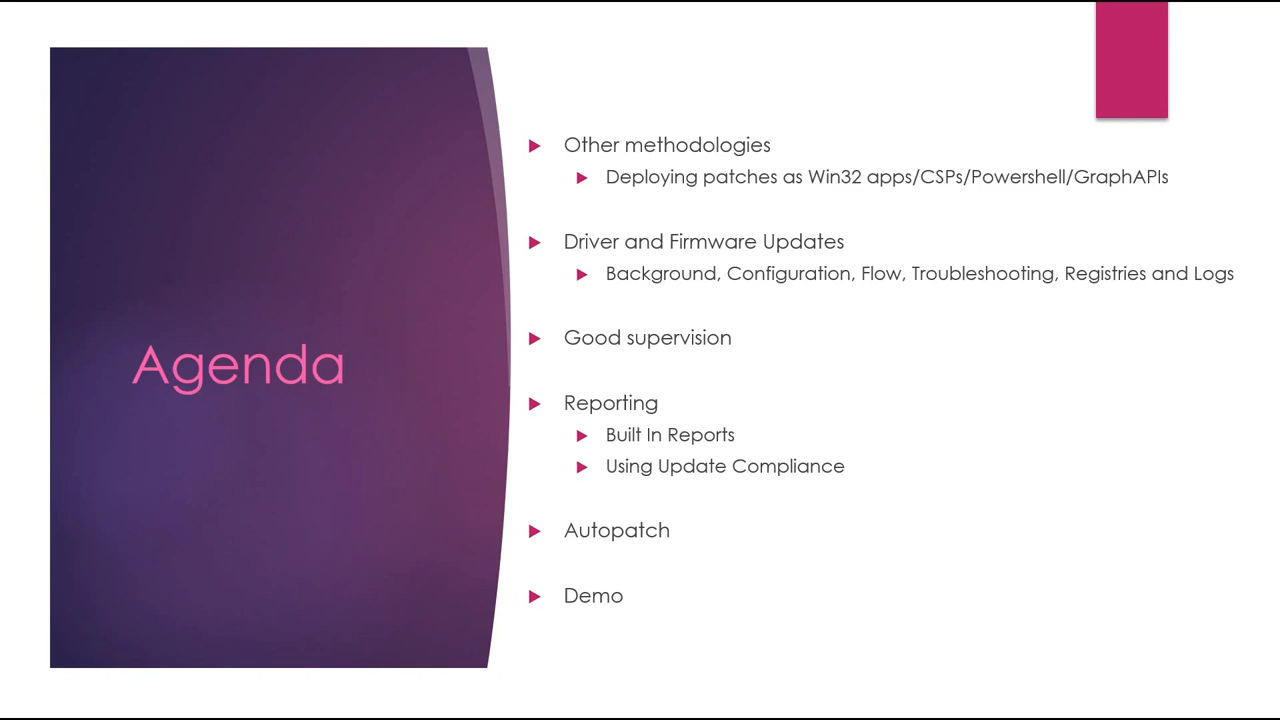 Agenda
Other methodologies
Deploying patches as Win32 apps/CSPs/Powershell/GraphAPIs
Driver and Firmware Updates
Background, Configuration, Flow, Troubleshooting, Registries and Logs
Good supervision
Reporting
Built In Reports
Using Update Compliance
Autopatch
Demo